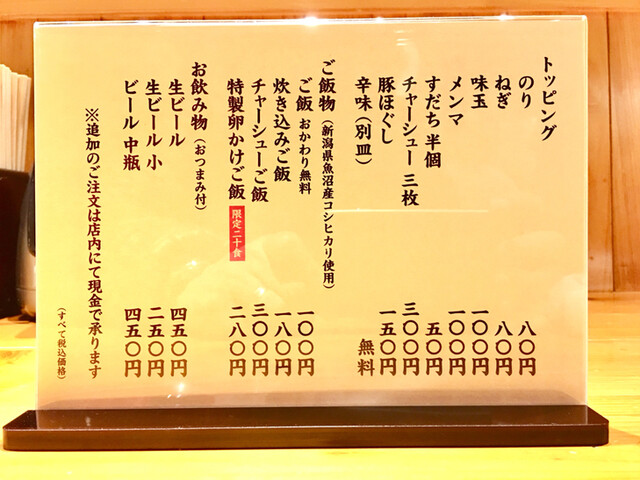 トッピング
のり 八〇円
ねぎ 八〇円
味玉 一〇〇円
メンマ 一〇〇円
すだち 半個 五〇円
チャーシュー 三枚 三〇〇円
豚ほぐし 一五〇円
辛味（別皿） 無料
ご飯物（新潟県魚沼産コシヒカリ使用）
ご飯 おかわり無料 一〇〇円
炊き込みご飯 一八〇円
チャーシューご飯 三〇〇円
特製卵かけご飯 限定二十食 二八〇円
お飲み物（おつまみ付）
生ビール 四五〇円
生ビール 小 二五〇円
ビール 中瓶 四五〇円
※追加のご注文は店内にて現金で承ります
（すべて税込価格）